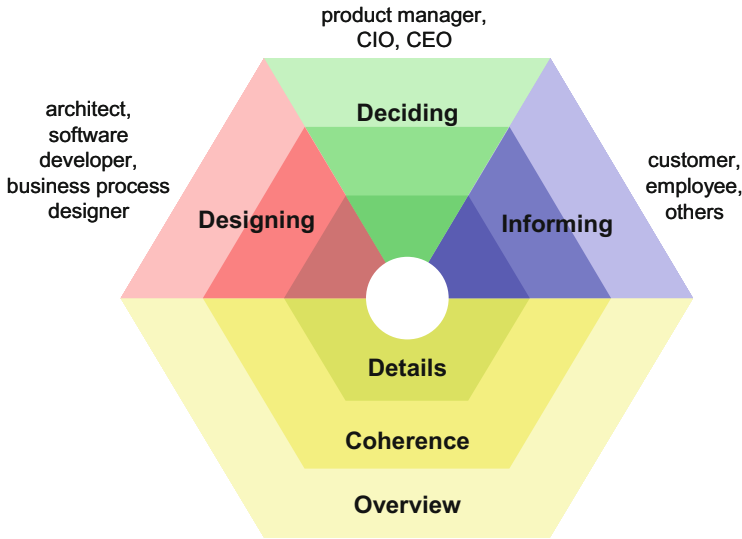 product manager,
CIO, CEO
Deciding
architect,
software
developer,
business process
designer
Designing
customer,
employee,
others
Informing
Details
Coherence
Overview